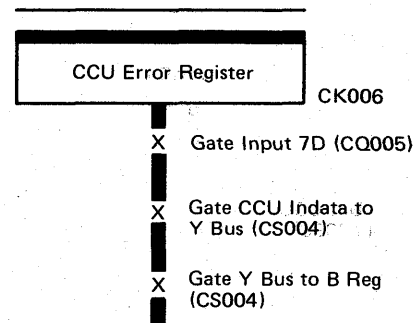 CCU Error Register
CK006
X Gate Input 7D (CQ005)
X Gate CCU Indata to
Y Bus (CS004)
X Gate Y Bus to B Reg
(CS004)